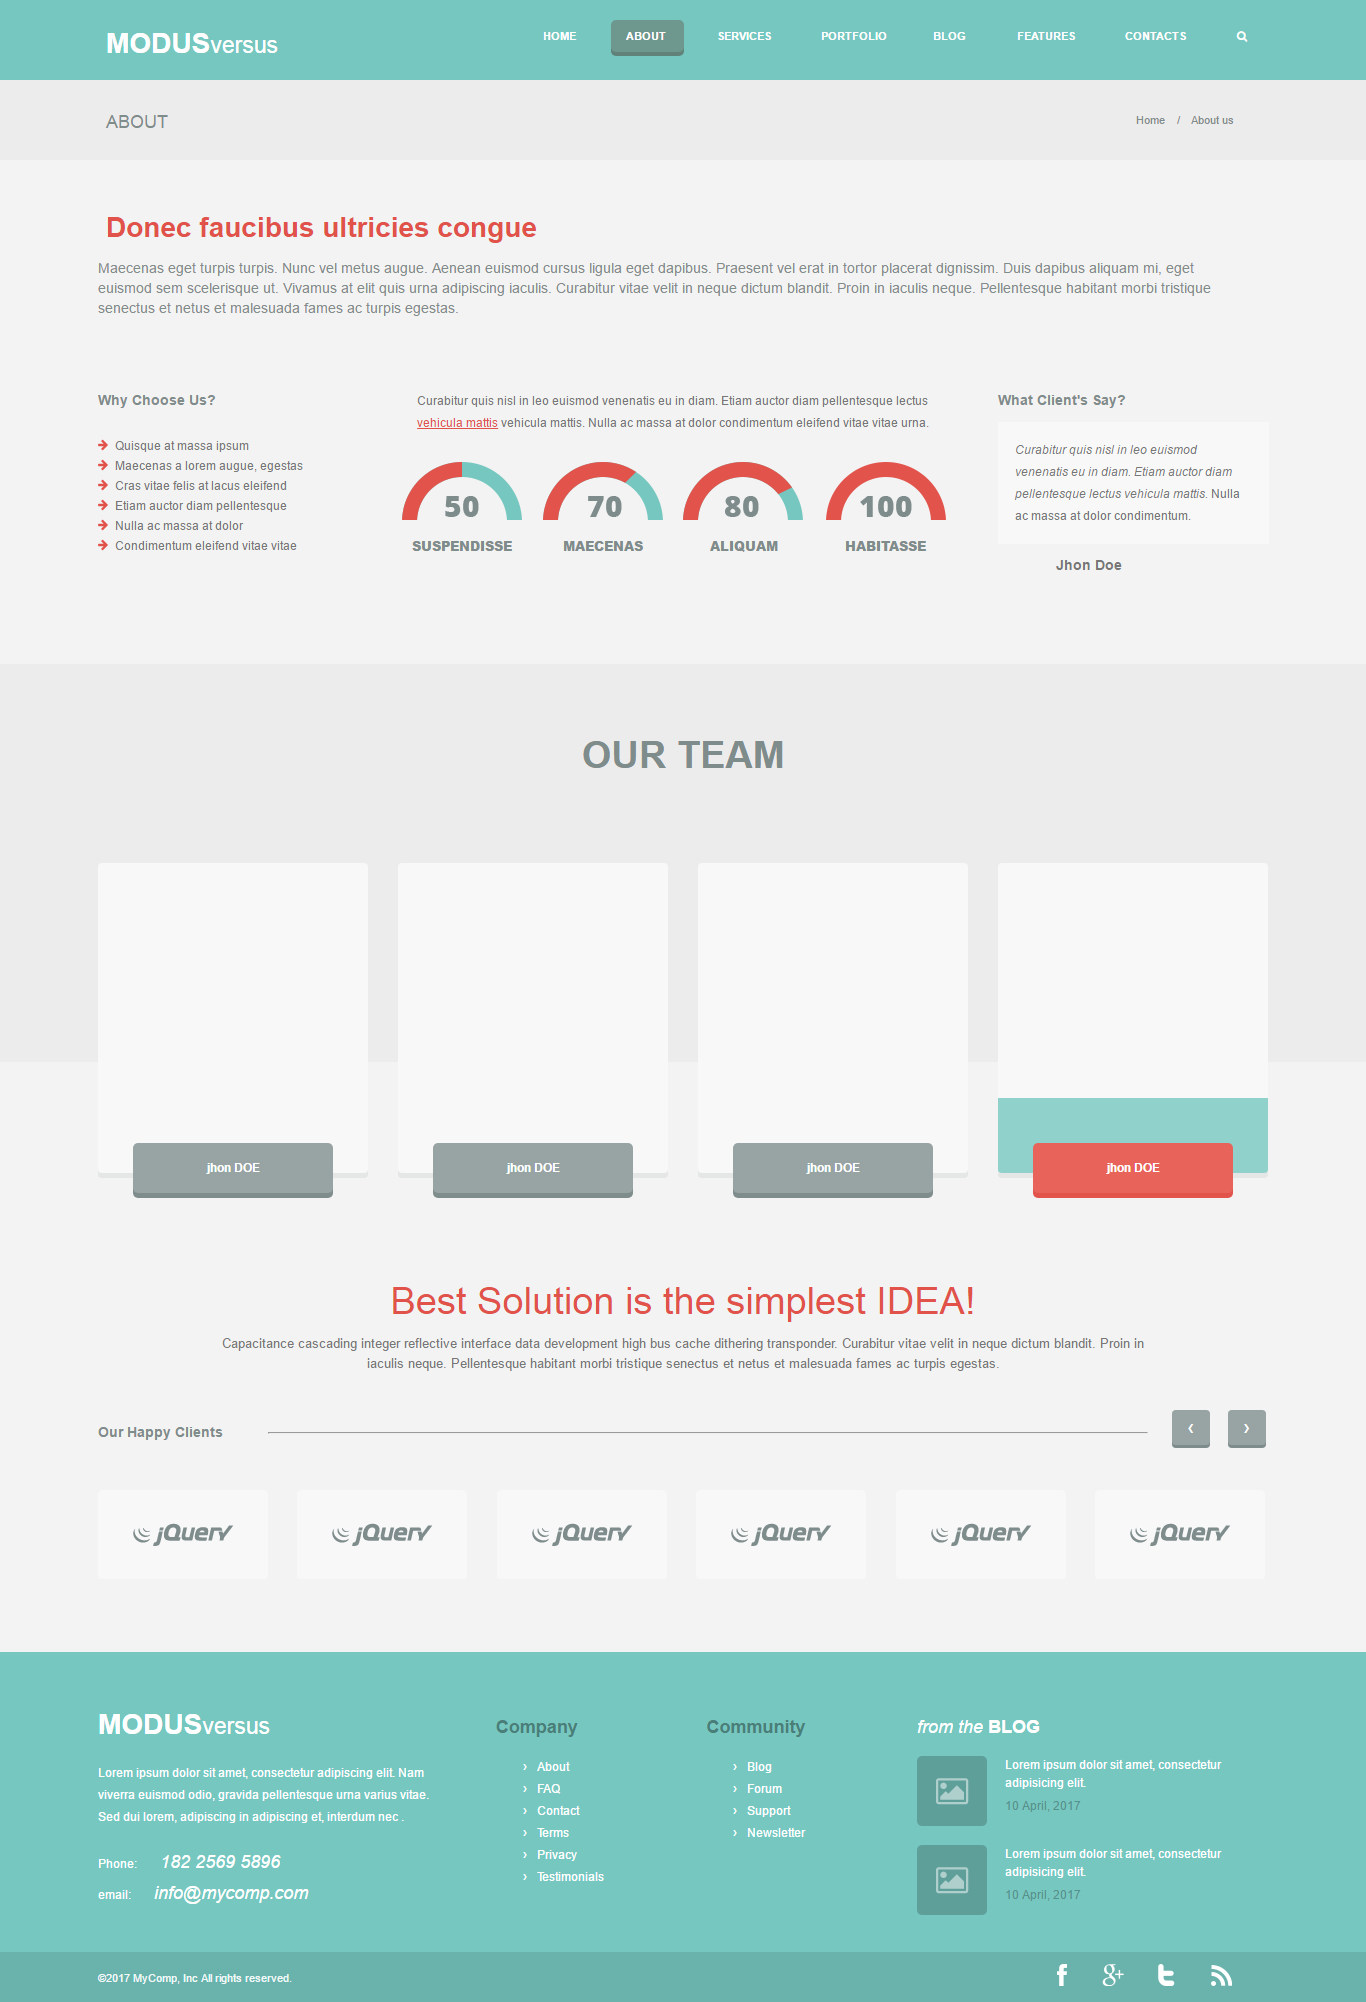 MODUSversus
HOME ABOUT SERVICES PORTFOLIO BLOG FEATURES CONTACTS
ABOUT
Home / About us
Donec faucibus ultricies congue
Maecenas eget turpis turpis. Nunc vel metus augue. Aenean euismod cursus ligula eget dapibus. Praesent vel erat in tortor placerat dignissim. Duis dapibus aliquam mi, eget
euismod sem scelerisque ut. Vivamus at elit quis urna adipiscing iaculis. Curabitur vitae velit in neque dictum blandit. Proin in iaculis neque. Pellentesque habitant morbi tristique
senectus et netus et malesuada fames ac turpis egestas.
Why Choose Us?
Quisque at massa ipsum
Maecenas a lorem augue, egestas
Cras vitae felis at lacus eleifend
Etiam auctor diam pellentesque
Nulla ac massa at dolor
Condimentum eleifend vitae vitae
Curabitur quis nisl in leo euismod venenatis eu in diam. Etiam auctor diam pellentesque lectus
vehicula mattis vehicula mattis. Nulla ac massa at dolor condimentum eleifend vitae vitae urna.
50 70 80 100
SUSPENDISSE MAECENAS ALIQUAM HABITASSE
What Client's Say?
Curabitur quis nisl in leo euismod
venenatis eu in diam. Etiam auctor diam
pellentesque lectus vehicula mattis. Nulla
ac massa at dolor condimentum.
Jhon Doe
OUR TEAM
jhon DOE jhon DOE jhon DOE jhon DOE
Best Solution is the simplest IDEA!
Capacitance cascading integer reflective interface data development high bus cache dithering transponder. Curabitur vitae velit in neque dictum blandit. Proin in
iaculis neque. Pellentesque habitant morbi tristique senectus et netus et malesuada fames ac turpis egestas.
Our Happy Clients
jQuery jQuery jQuery jQuery jQuery jQuery
MODUSversus
Lorem ipsum dolor sit amet, consectetur adipiscing elit. Nam
viverra euismod odio, gravida pellentesque urna varius vitae.
Sed dui lorem, adipiscing in adipiscing et, interdum nec .
Phone: 182 2569 5896
email: info@mycomp.com
Company
About
FAQ
Contact
Terms
Privacy
Testimonials
Community
Blog
Forum
Support
Newsletter
from the BLOG
Lorem ipsum dolor sit amet, consectetur
adipisicing elit.
10 April, 2017
Lorem ipsum dolor sit amet, consectetur
adipisicing elit.
10 April, 2017
©2017 MyComp, Inc All rights reserved.